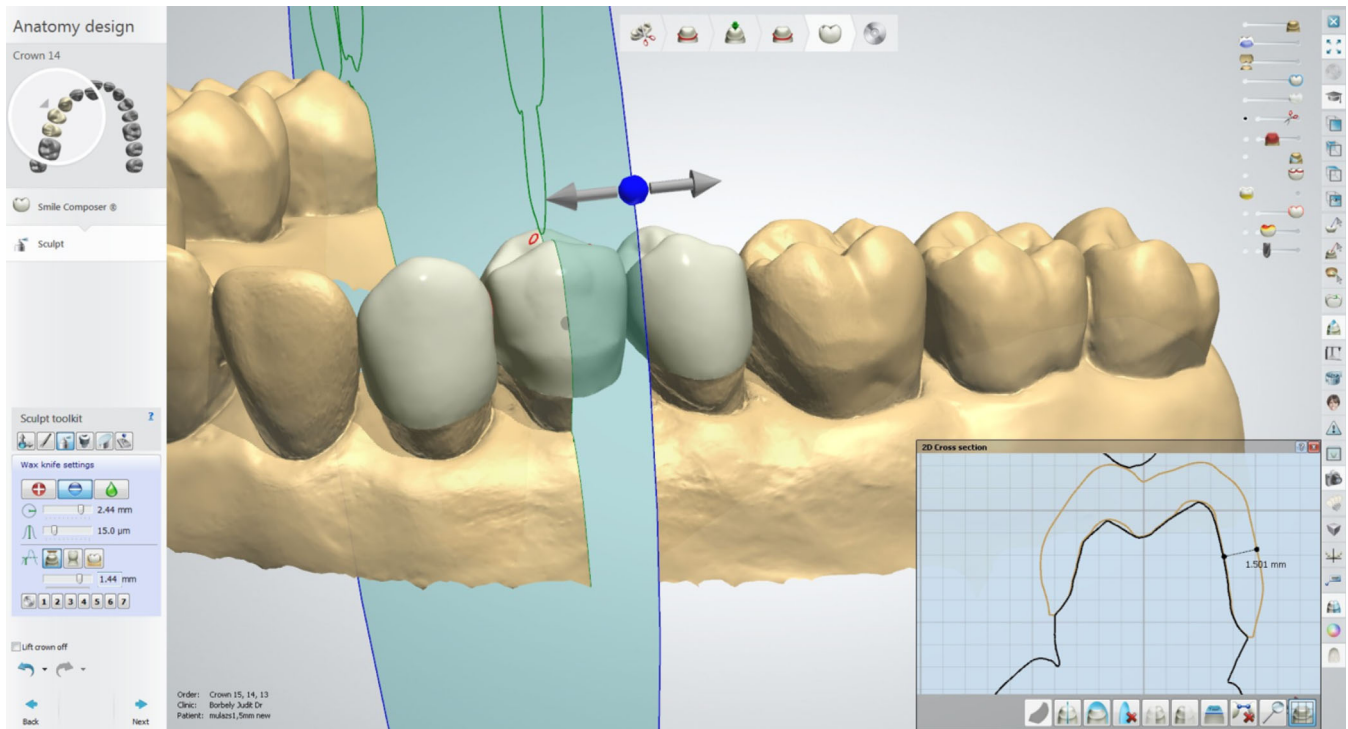 Anatomy design
Crown 14
Smile Composer ®
Sculpt
Sculpt toolkit
?
Wax knife settings
2.44 mm
15.0 µm
1.44 mm
1 2 3 4 5 6 7
Lift crown off
Back
Next
Order: Crown 15, 14, 13
Clinic: Borbely Judit Dr
Patient: mulazs1,5mm new
2D Cross section
1.501 mm